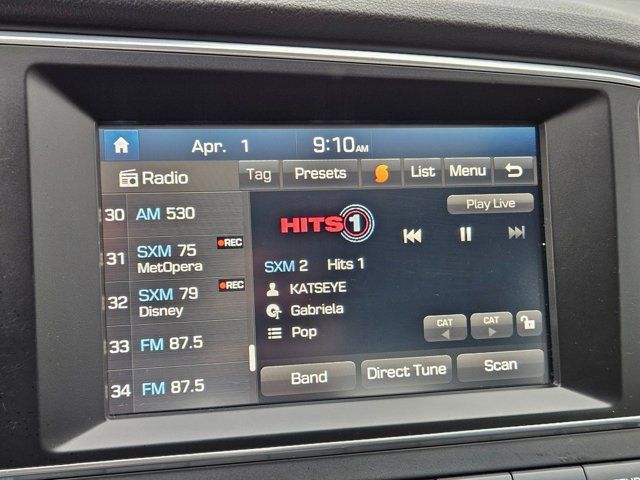 Apr. 1 9:10AM
Radio Tag Presets List Menu
30 AM 530
31 SXM 75 REC
MetOpera
32 SXM 79 REC
Disney
33 FM 87.5
34 FM 87.5
Play Live
HITS 1
SXM 2 Hits 1
KATSEYE
Gabriela
Pop
CAT CAT
Band Direct Tune Scan